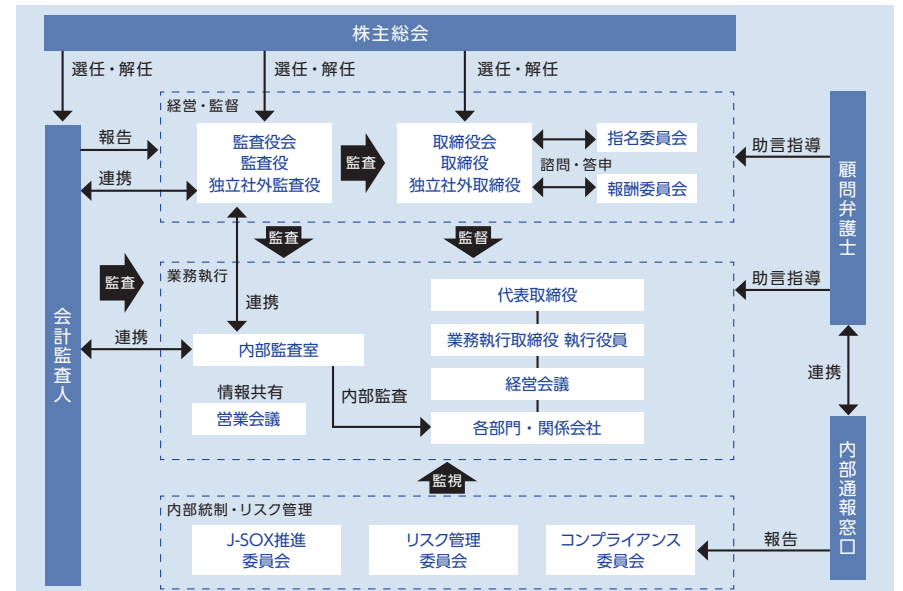 株主総会
選任・解任
選任・解任
選任・解任
経営・監督
報告
連携
監査役会
監査役
独立社外監査役
監査
取締役会
取締役
独立社外取締役
諮問・答申
指名委員会
報酬委員会
助言指導
顧問弁護士
監査
監督
業務執行
監査
連携
助言指導
代表取締役
会計監査人
連携
内部監査室
業務執行取締役 執行役員
情報共有
営業会議
内部監査
経営会議
各部門・関係会社
連携
監視
内部統制・リスク管理
J-SOX推進
委員会
リスク管理
委員会
コンプライアンス
委員会
報告
内部通報窓口